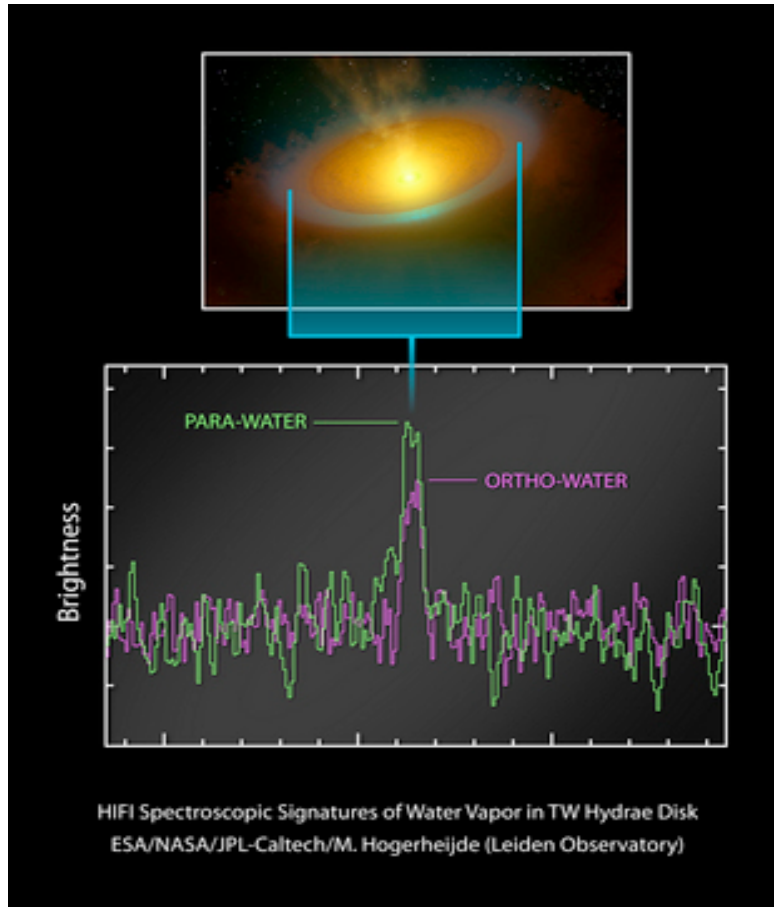 PARA-WATER
ORTHO-WATER
Brightness
HIFI Spectroscopic Signatures of Water Vapor in TW Hydrae Disk
ESA/NASA/JPL-Caltech/M. Hogerheijde (Leiden Observatory)